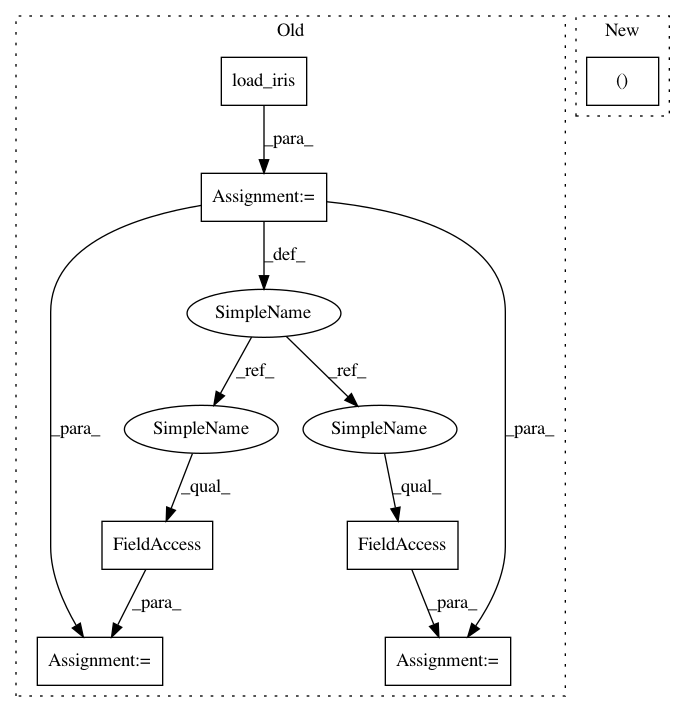 Old
New
load_iris
()
_para_
Assignment:=
_def_
SimpleName
_ref_
_ref_
_para_
SimpleName
SimpleName
_para_
_qual_
_qual_
FieldAccess
FieldAccess
_para_
_para_
Assignment:=
Assignment:=